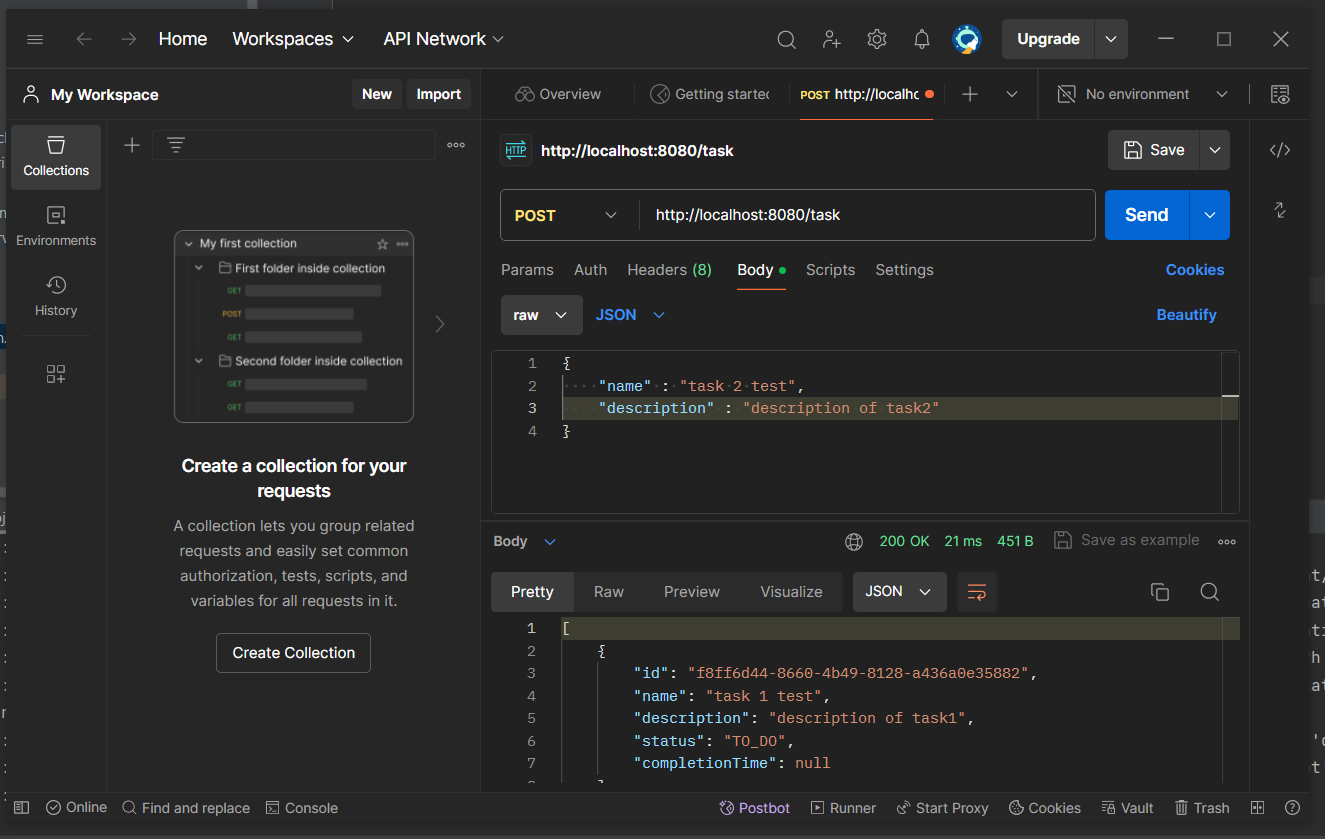 Home Workspaces API Network Upgrade
My Workspace New Import Overview Getting started POST http://localhc No environment
Collections
Environments
History
My first collection
First folder inside collection
GET
POST
GET
Second folder inside collection
GET
GET
Create a collection for your
requests
A collection lets you group related
requests and easily set common
authorization, tests, scripts, and
variables for all requests in it.
Create Collection
HTTP http://localhost:8080/task Save
POST http://localhost:8080/task Send
Params Auth Headers (8) Body Scripts Settings Cookies
raw JSON Beautify
1 {
2 "name" : "task 2 test",
3 "description" : "description of task2"
4 }
Body 200 OK 21 ms 451 B Save as example
Pretty Raw Preview Visualize JSON
1 [
2 {
3 "id": "f8ff6d44-8660-4b49-8128-a436a0e35882",
4 "name": "task 1 test",
5 "description": "description of task1",
6 "status": "TO_DO",
7 "completionTime": null
Online Find and replace Console Postbot Runner Start Proxy Cookies Vault Trash